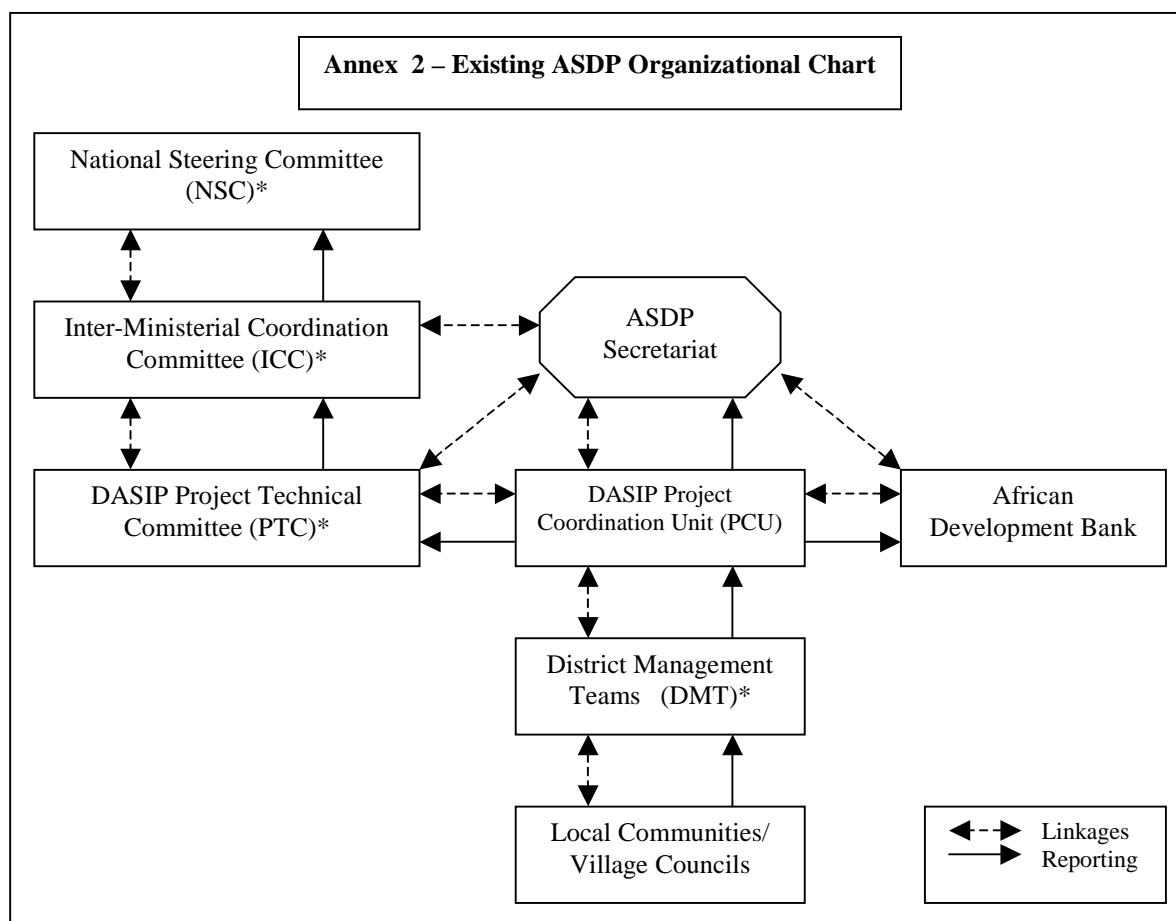 Annex 2 – Existing ASDP Organizational Chart
National Steering Committee
(NSC)*
Inter-Ministerial Coordination
Committee (ICC)*
ASDP
Secretariat
DASIP Project Technical
Committee (PTC)*
DASIP Project
Coordination Unit (PCU)
African
Development Bank
District Management
Teams (DMT)*
Local Communities/
Village Councils
Linkages
Reporting